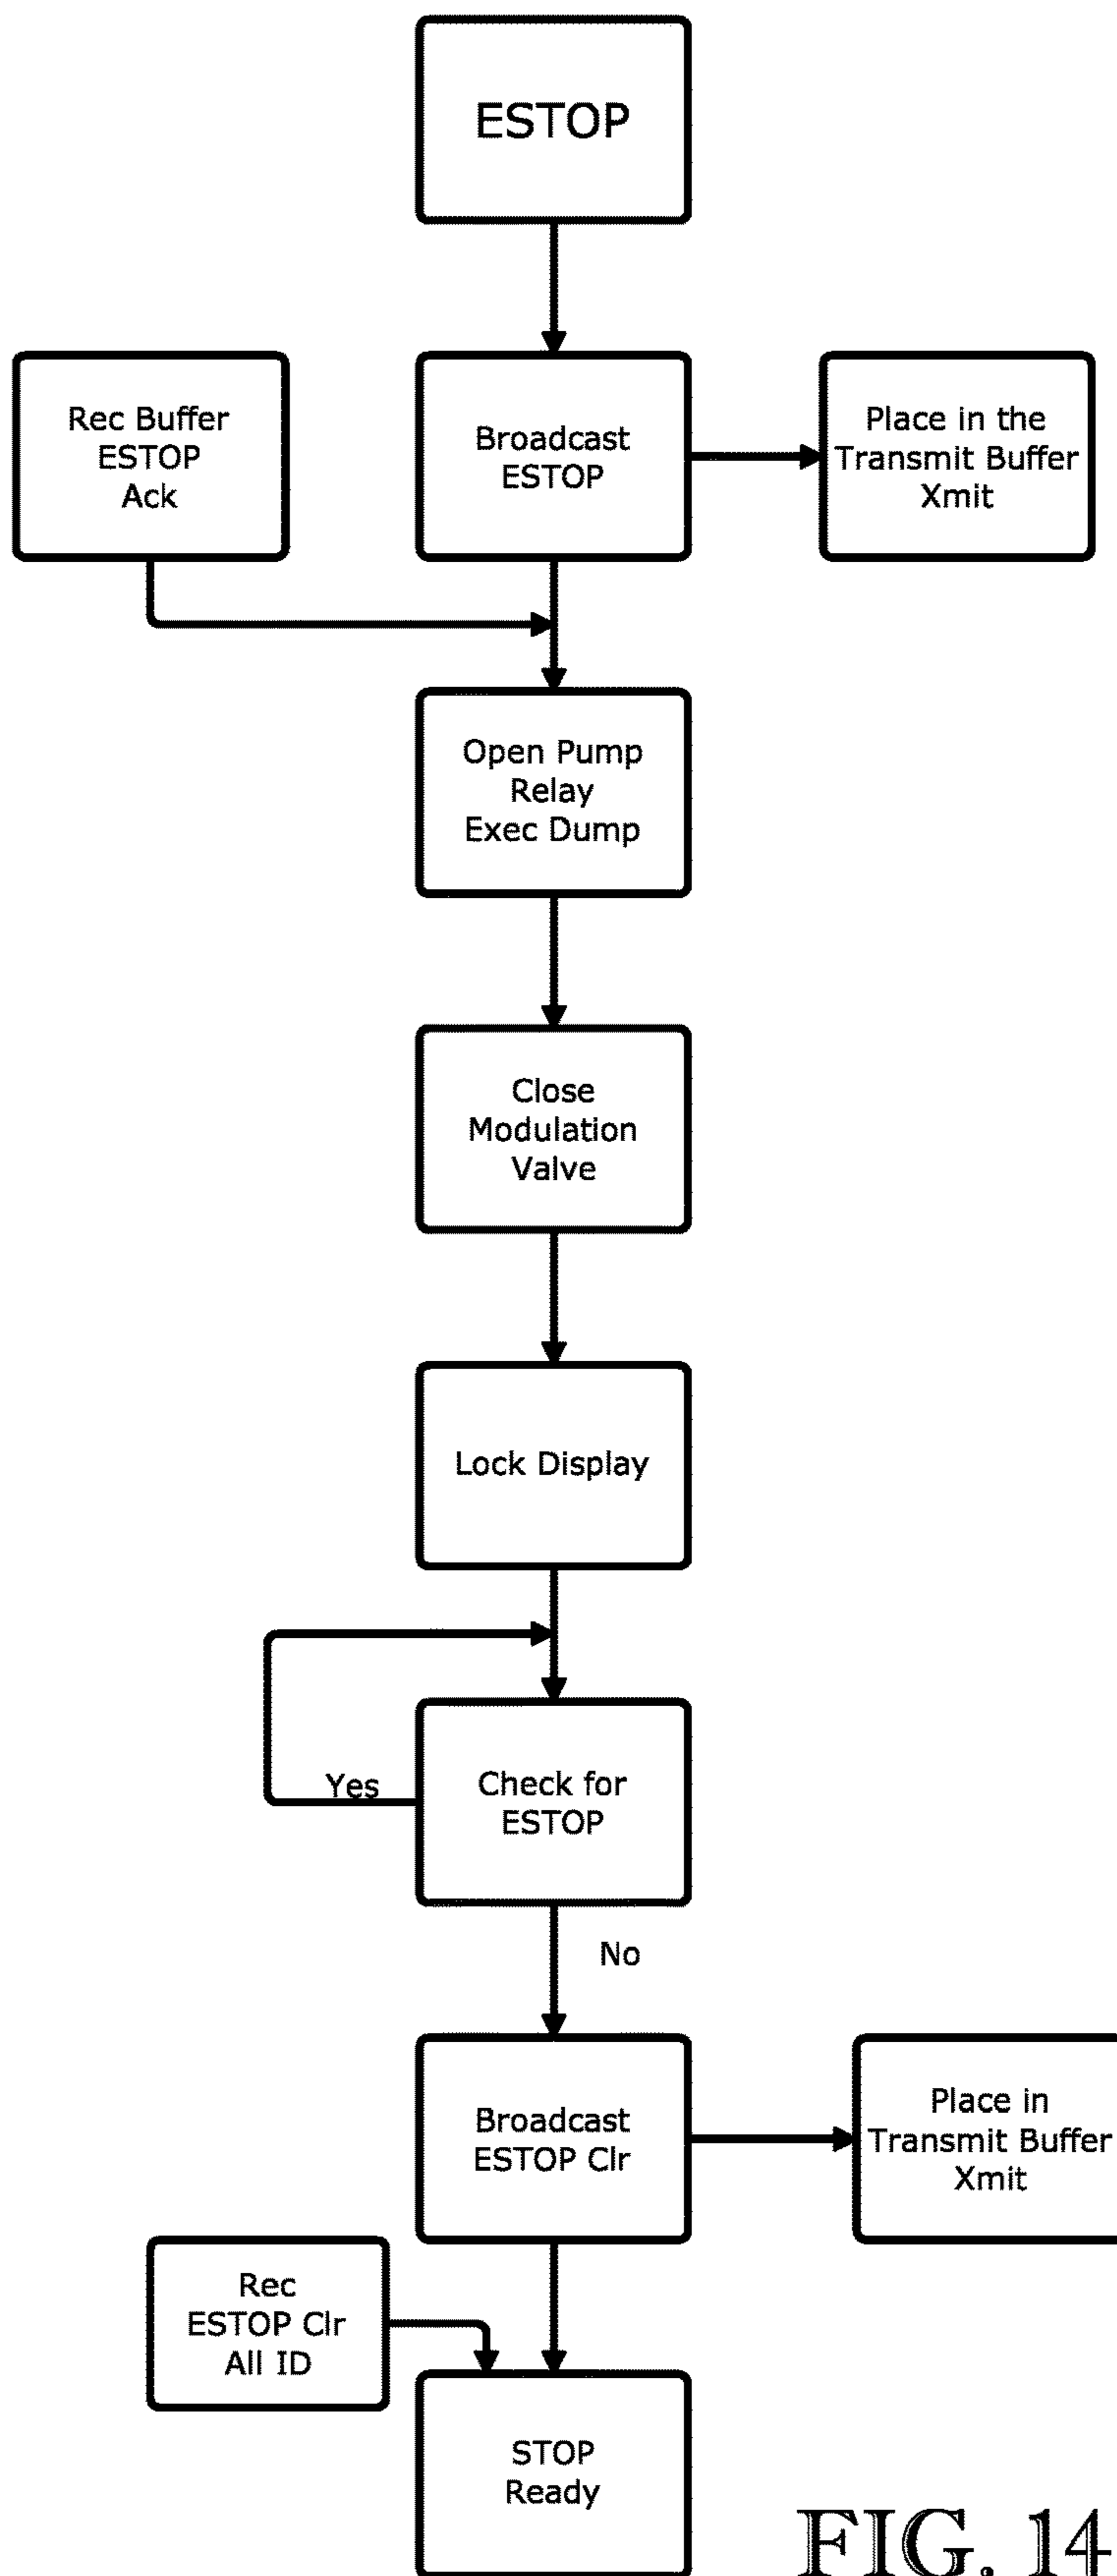 ESTOP
Rec Buffer
ESTOP
Ack
Broadcast
ESTOP
Place in the
Transmit Buffer
Xmit
Open Pump
Relay
Exec Dump
Close
Modulation
Valve
Lock Display
Yes
Check for
ESTOP
No
Broadcast
ESTOP Clr
Place in
Transmit Buffer
Xmit
Rec
ESTOP Clr
All ID
STOP
Ready
FIG. 14